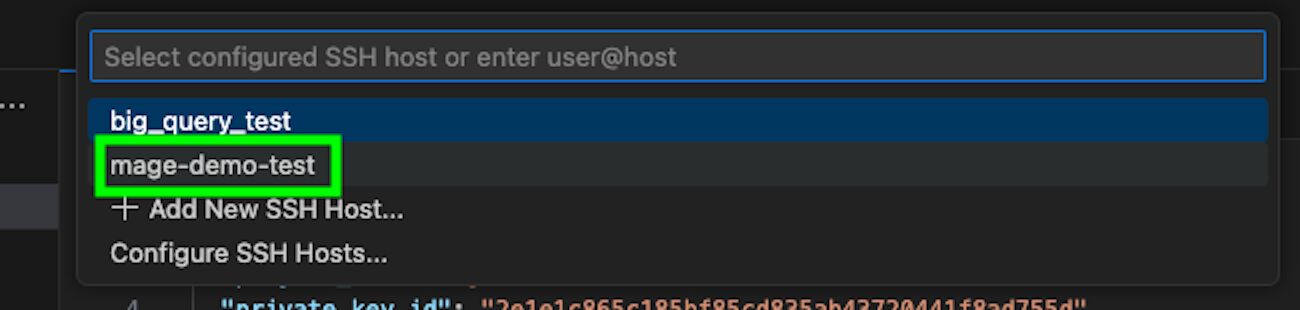 Select configured SSH host or enter user@host
...
big_query_test
mage-demo-test
+ Add New SSH Host...
Configure SSH Hosts...
4 "private_key_id":